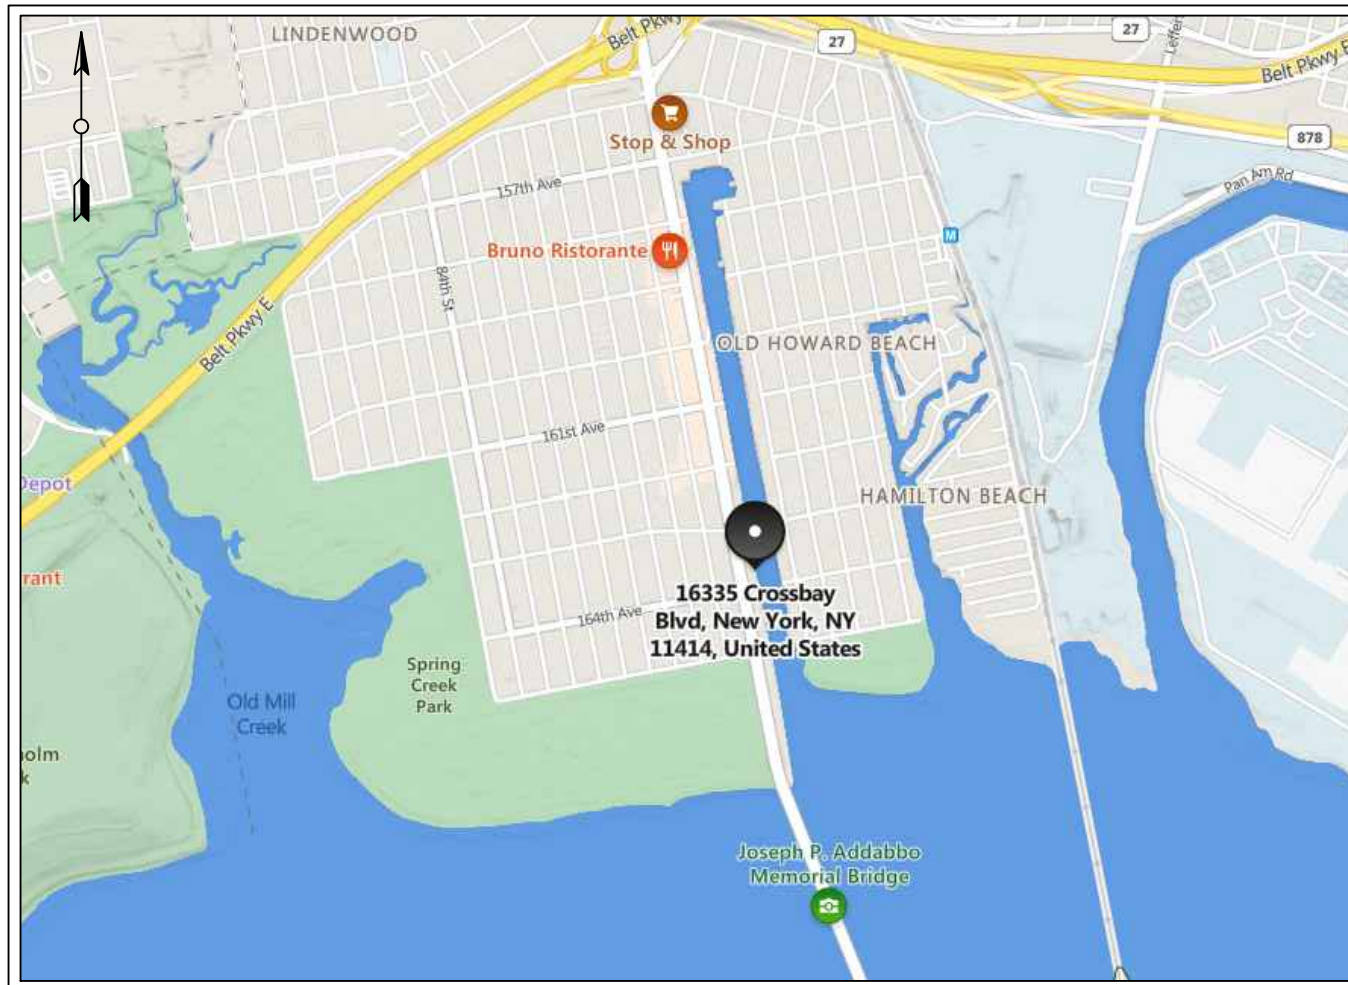 LINDENWOOD
Belt Pkwy
27
27
Belt Pkwy E
878
Stop & Shop
Pan Am Rd
157th Ave
M
Bruno Ristorante
84th St
Belt Pkwy E
OLD HOWARD BEACH
161st Ave
Depot
HAMILTON BEACH
rant
16335 Crossbay
Blvd, New York, NY
11414, United States
164th Ave
Spring
Creek
Park
Old Mill
Creek
olm
k
Joseph P. Addabbo
Memorial Bridge